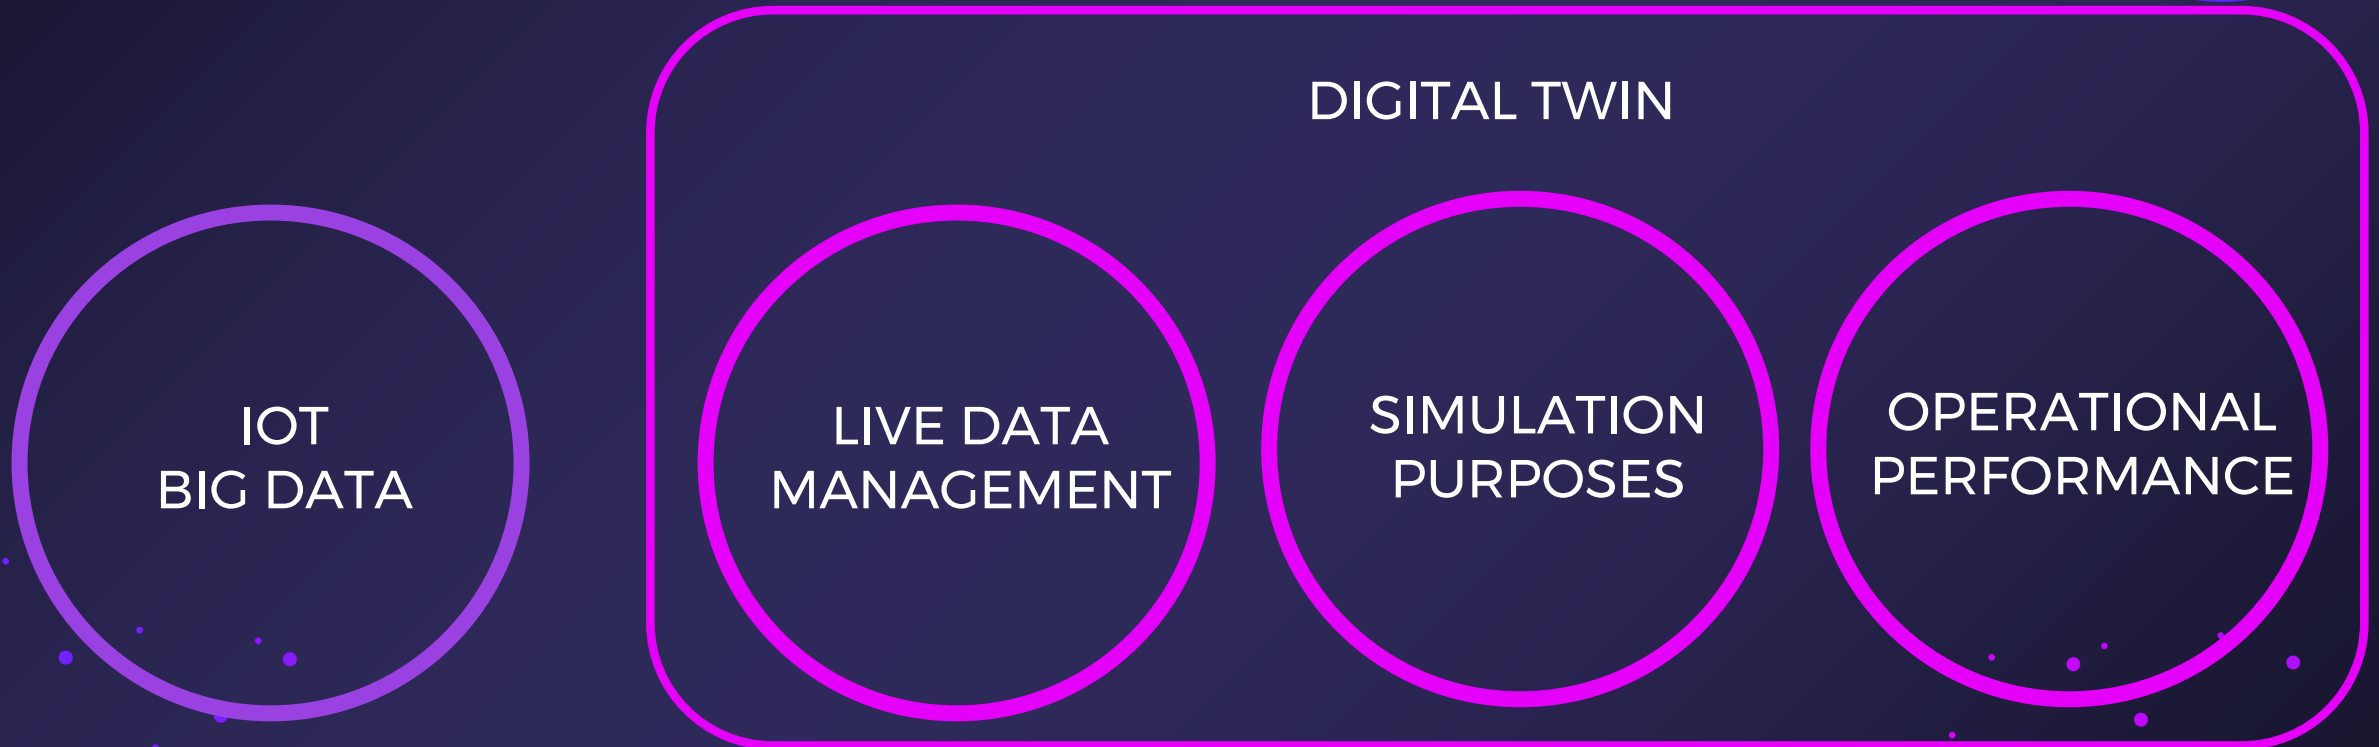 DIGITAL TWIN
IOT
BIG DATA
LIVE DATA
MANAGEMENT
SIMULATION
PURPOSES
OPERATIONAL
PERFORMANCE